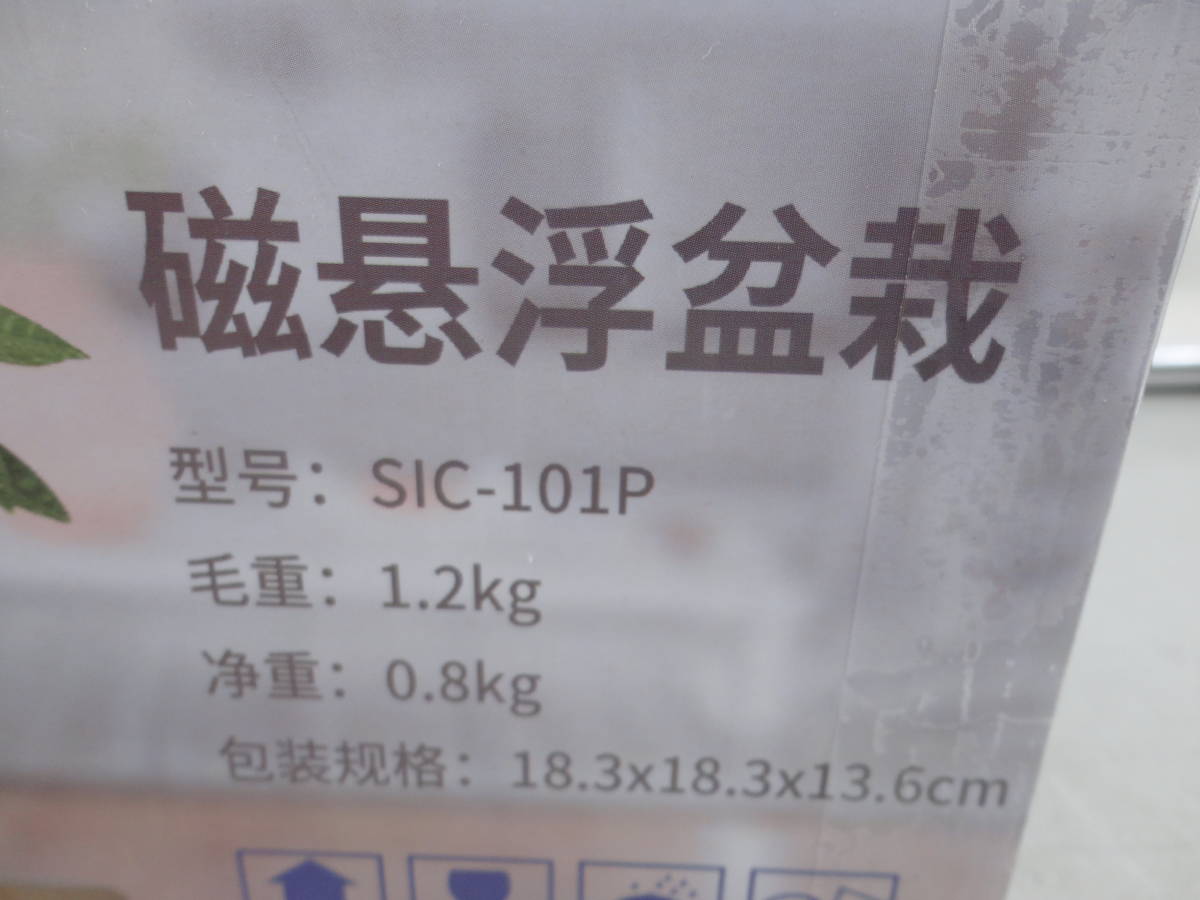 磁悬浮盆栽
型号：SIC-101P
毛重：1.2kg
净重：0.8kg
包装规格：18.3x18.3x13.6cm